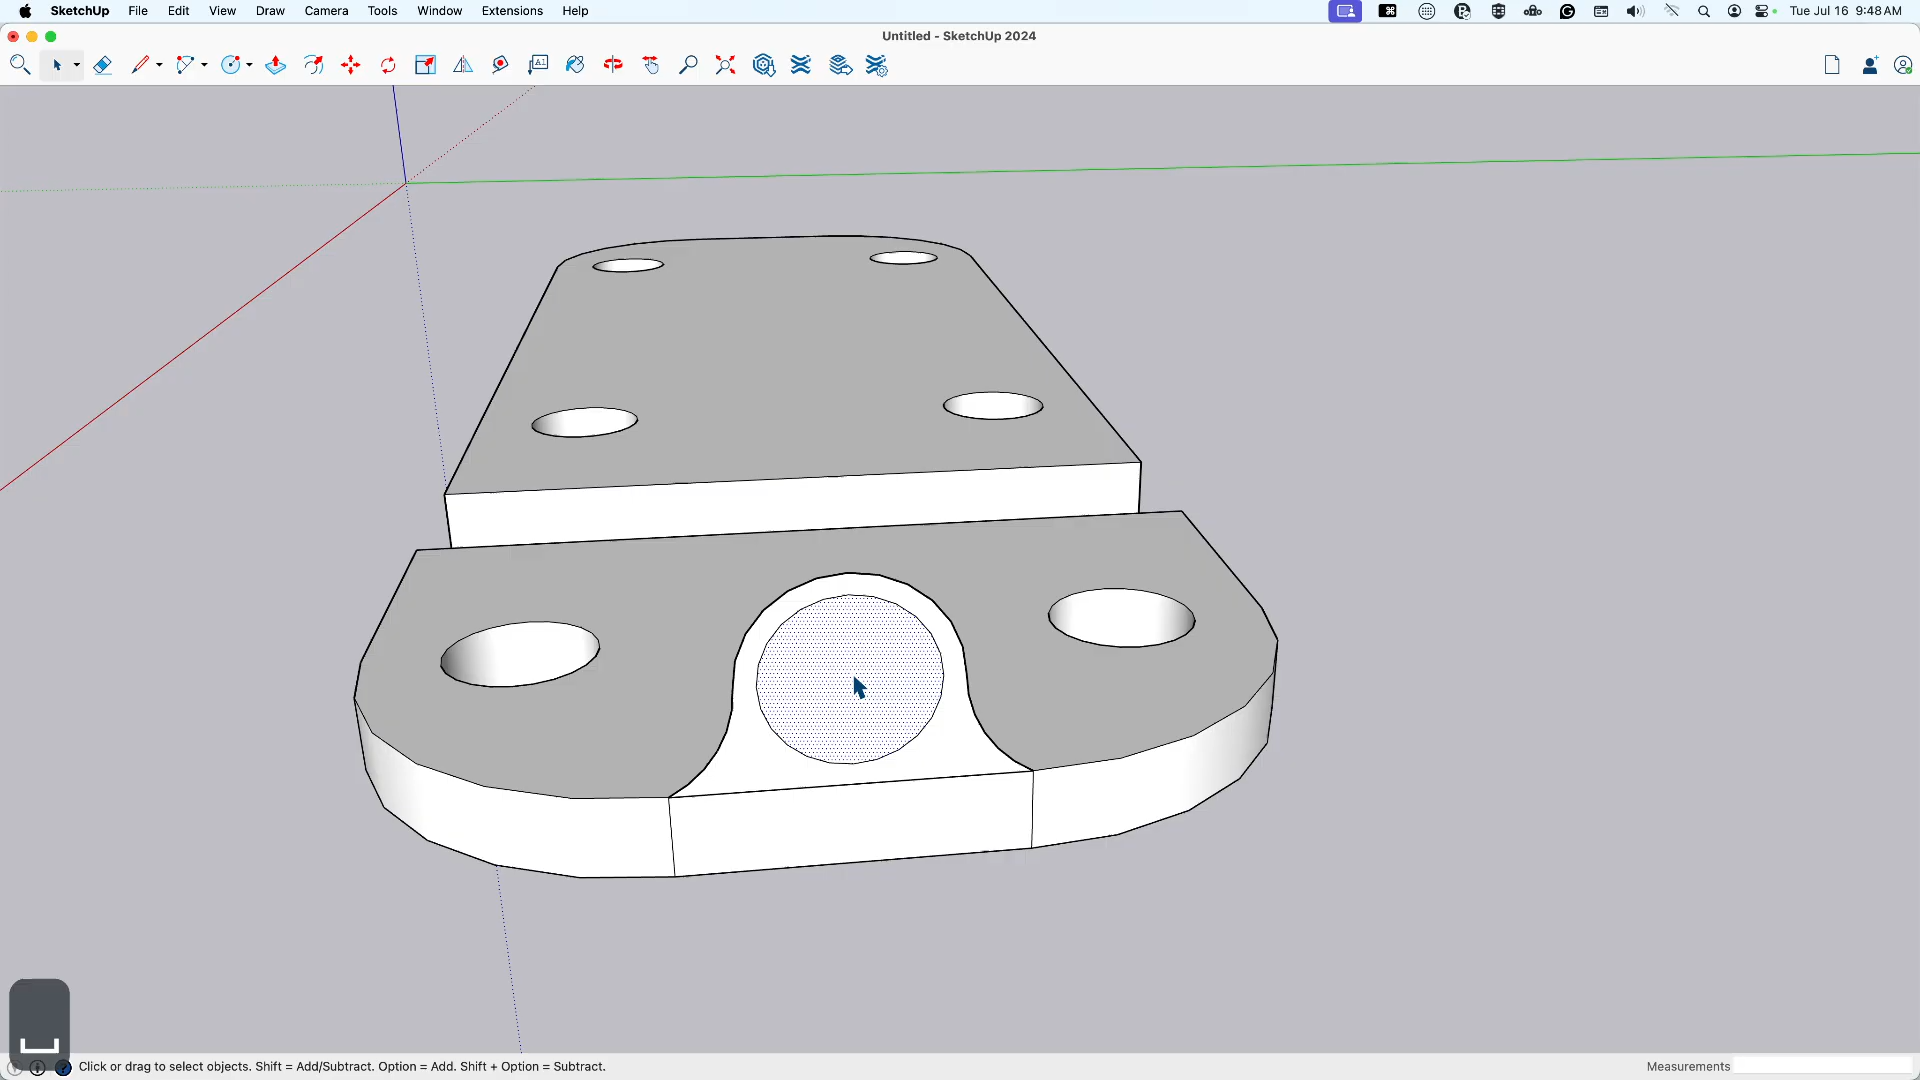 SketchUp File Edit View Draw Camera Tools Window Extensions Help Tue Jul 16 9:48 AM
Untitled - SketchUp 2024
A1
Click or drag to select objects. Shift = Add/Subtract. Option = Add. Shift + Option = Subtract.
Measurements